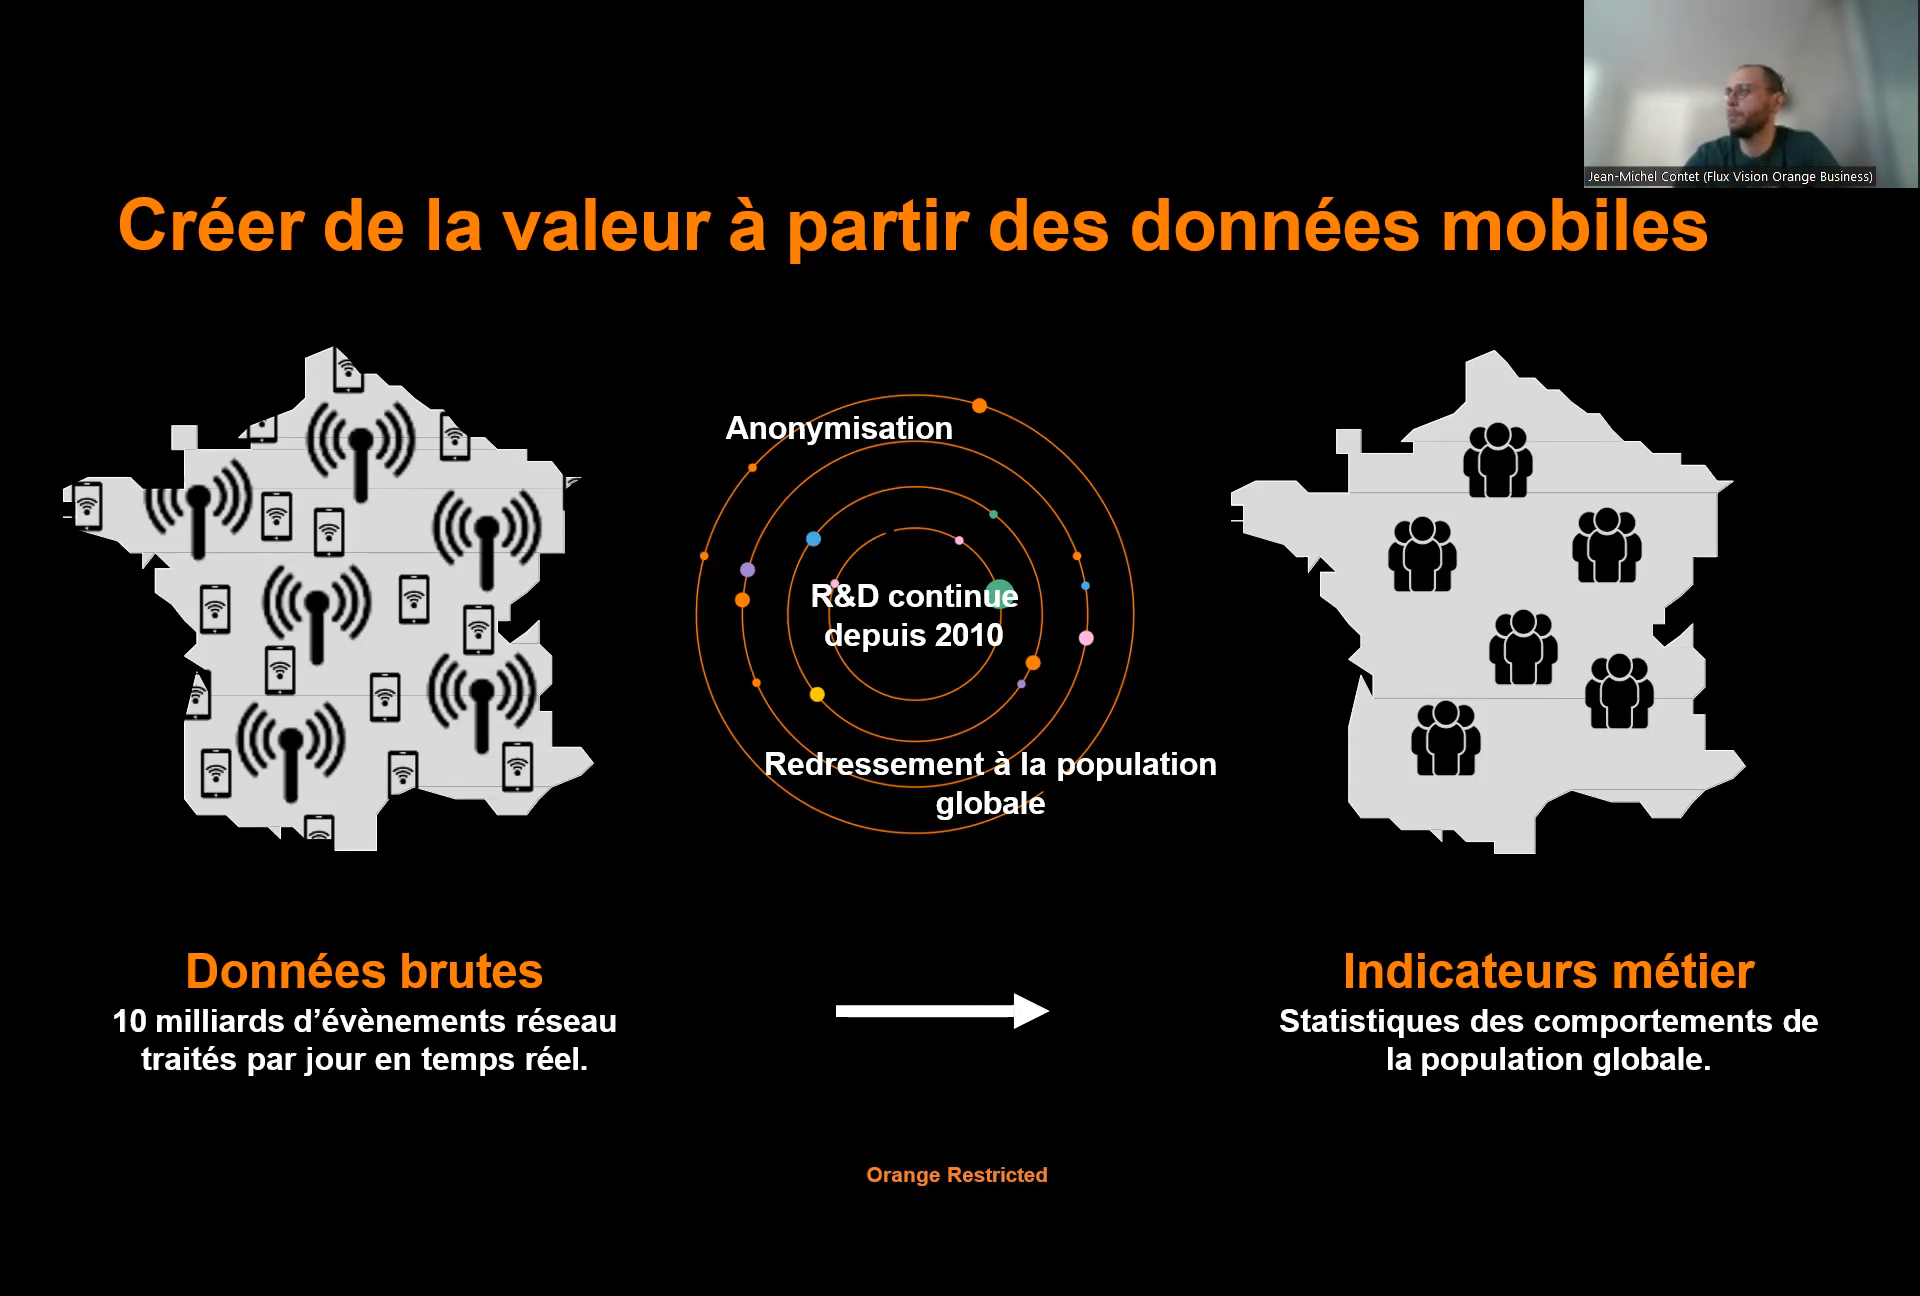 Jean-Michel Contet (Flux Vision Orange Business)
Créer de la valeur à partir des données mobiles
Anonymisation
R&D continue
depuis 2010
Redressement à la population
globale
Données brutes
10 milliards d’évènements réseau
traités par jour en temps réel.
Indicateurs métier
Statistiques des comportements de
la population globale.
Orange Restricted